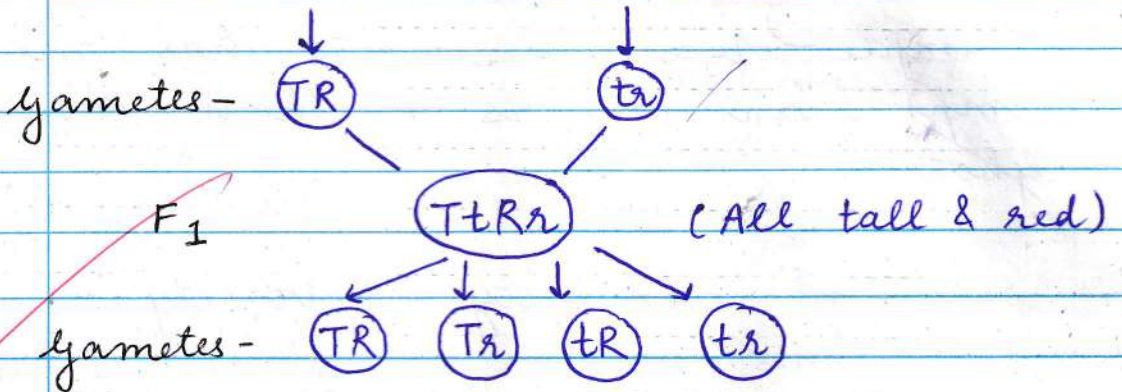 Gametes - TR tr
F1 TtRr (All tall & red)
Gametes - TR Tr tR tr